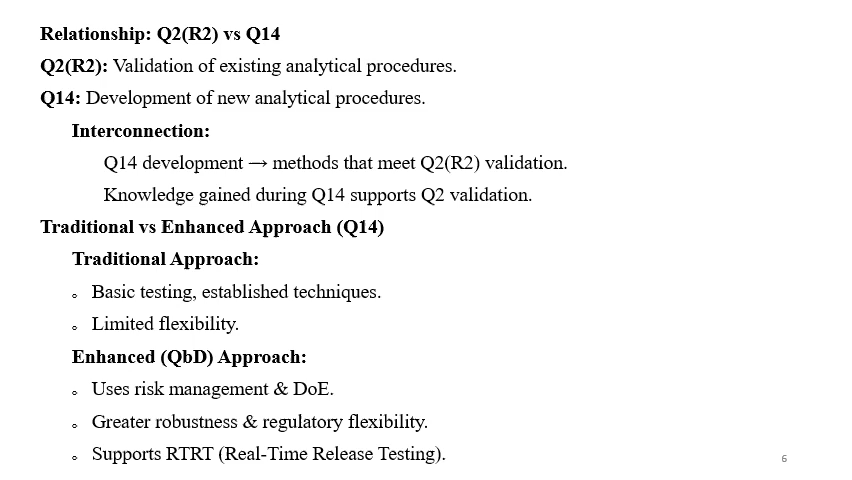 Relationship: Q2(R2) vs Q14
Q2(R2): Validation of existing analytical procedures.
Q14: Development of new analytical procedures.
Interconnection:
Q14 development → methods that meet Q2(R2) validation.
Knowledge gained during Q14 supports Q2 validation.
Traditional vs Enhanced Approach (Q14)
Traditional Approach:
◦ Basic testing, established techniques.
◦ Limited flexibility.
Enhanced (QbD) Approach:
◦ Uses risk management & DoE.
◦ Greater robustness & regulatory flexibility.
◦ Supports RTRT (Real-Time Release Testing).
6